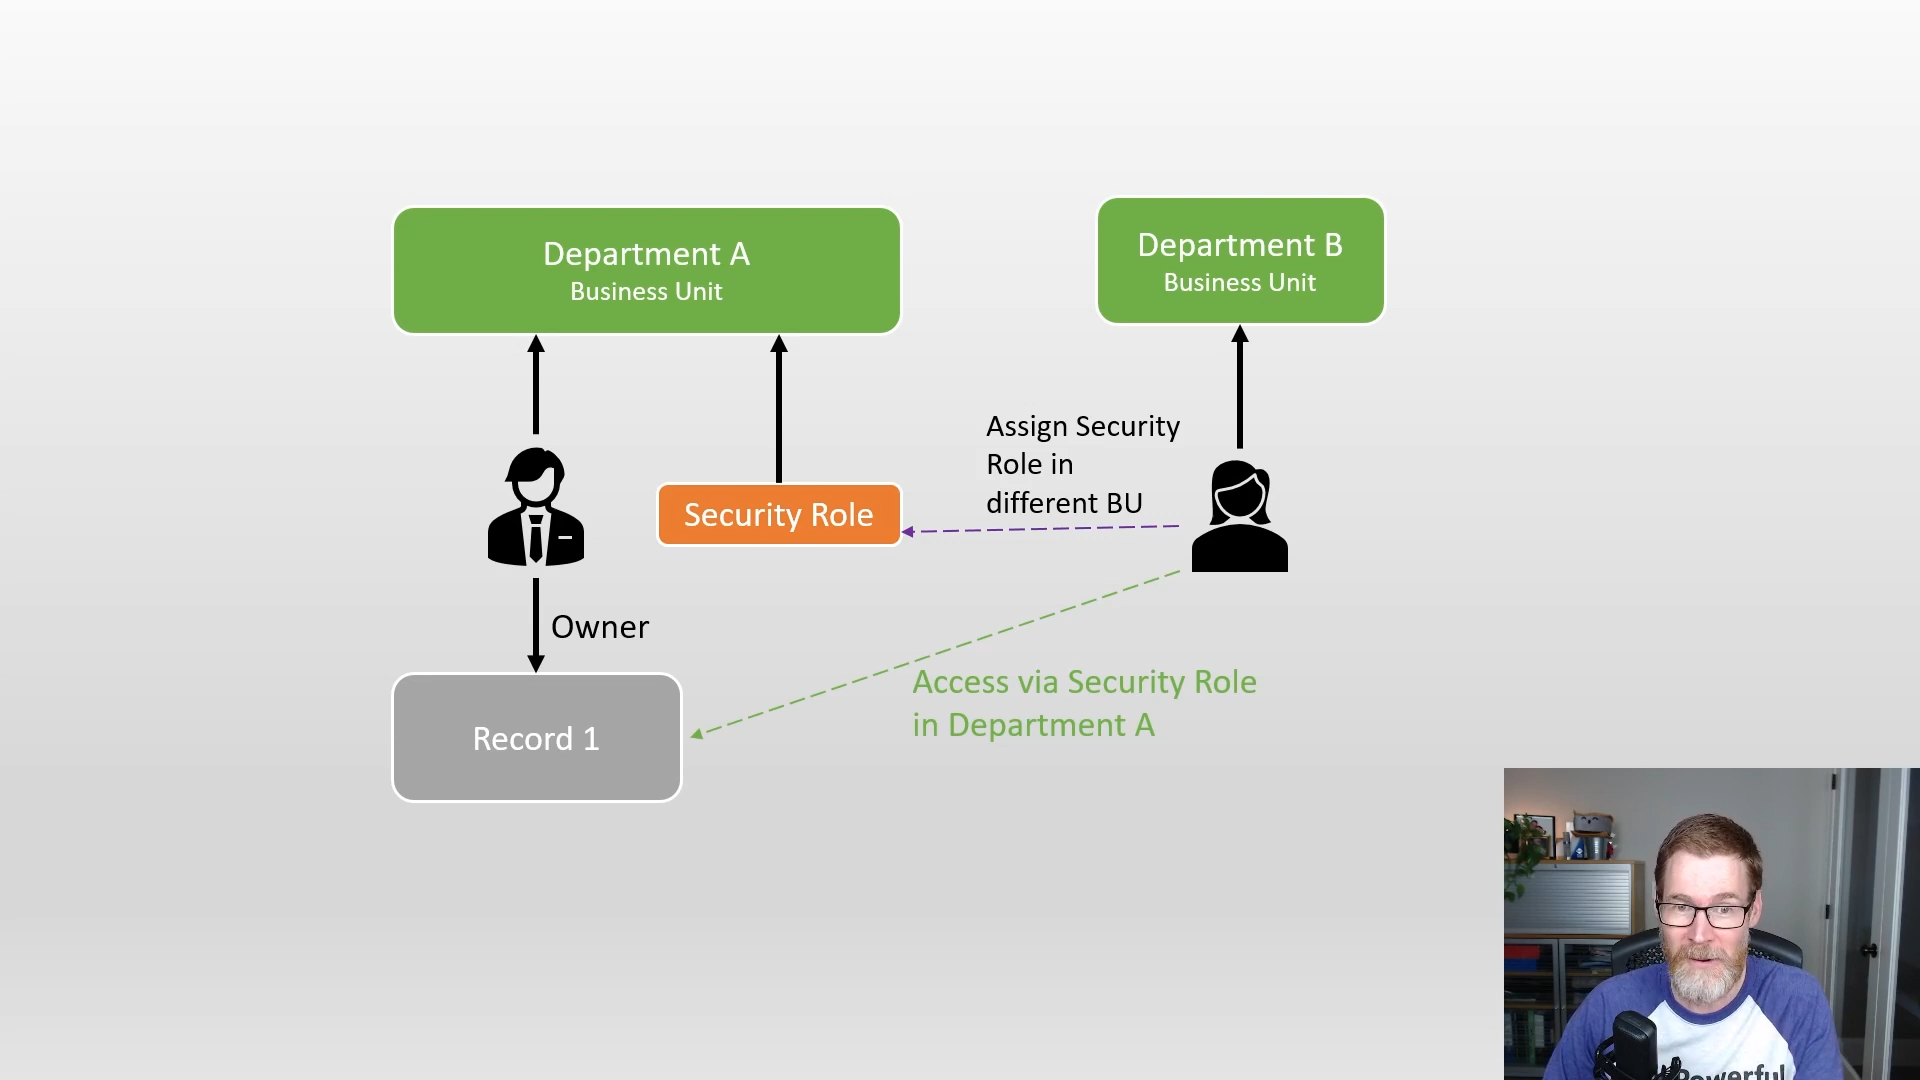 Department A
Business Unit
Department B
Business Unit
Assign Security
Role in
different BU
Security Role
Owner
Access via Security Role
in Department A
Record 1
Powerful